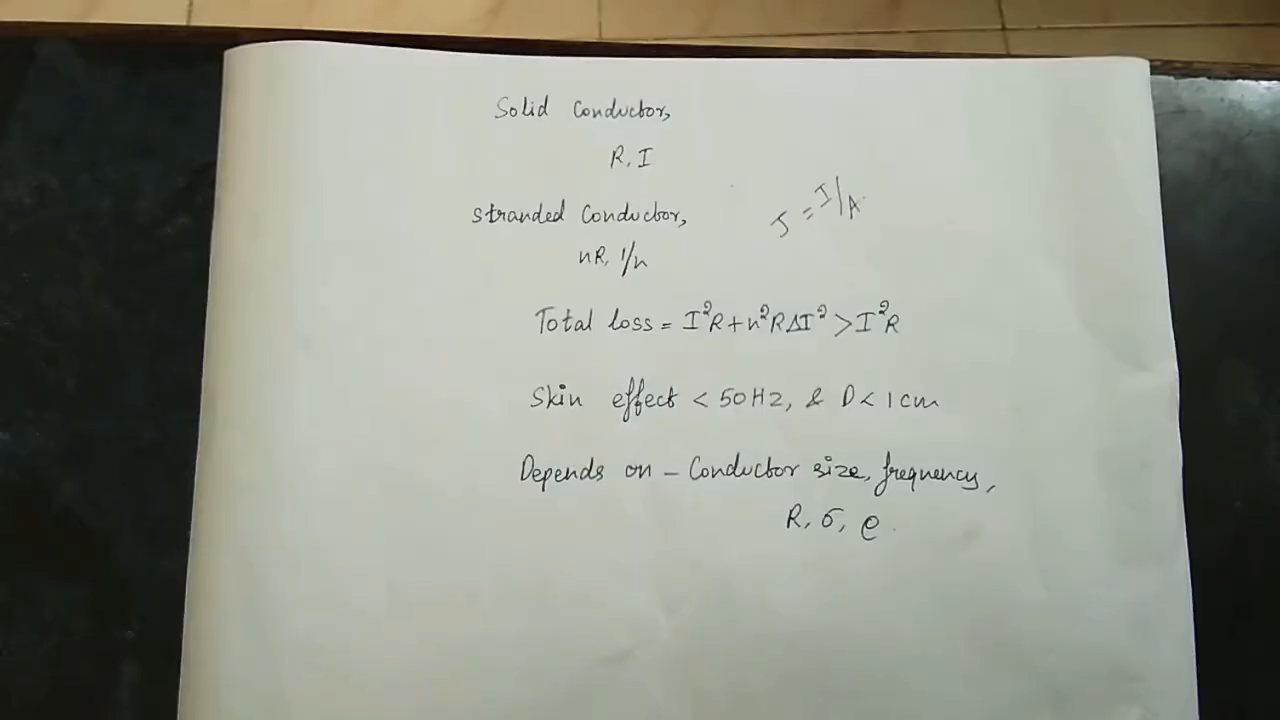 Solid Conductor,
R, I
Stranded Conductor,
J = I/A
nR, 1/n
Total loss = I²R + n²RΔI² > I²R
Skin effect < 50Hz, & D < 1cm
Depends on - Conductor size, frequency,
R, σ, ρ.